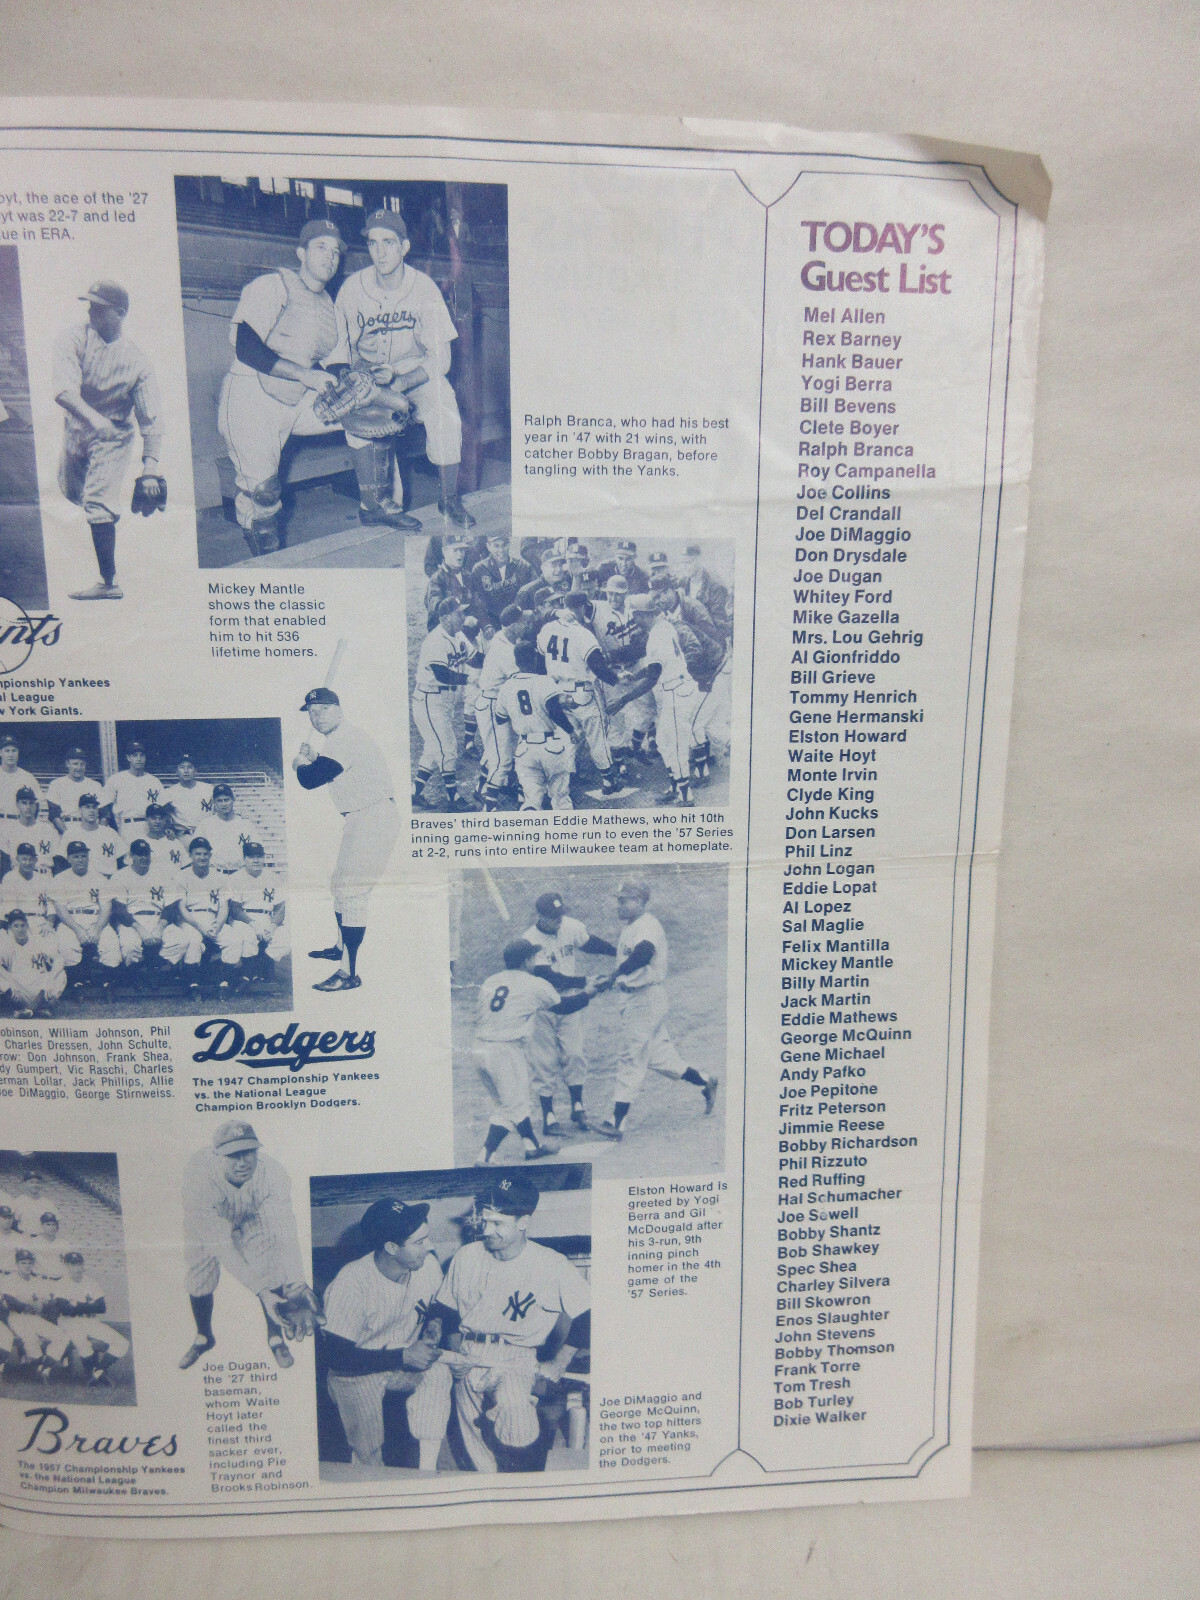 the ace of the '27
was 22-7 and led
in ERA.
Dodgers
Ralph Branca, who had his best
year in '47 with 21 wins, with
catcher Bobby Bragan, before
tangling with the Yanks.
Mickey Mantle
shows the classic
form that enabled
him to hit 536
lifetime homers.
41
8
Yankees
League
York Giants.
Braves' third baseman Eddie Mathews, who hit 10th
inning game-winning home run to even the '57 Series
at 2-2, runs into entire Milwaukee team at homeplate.
8
William Johnson, Phil
Charles Dressen, John Schulte,
row: Don Johnson, Frank Shea,
Gumpert, Vic Raschi, Charles
Lollar, Jack Phillips, Allie
DiMaggio, George Stirnweiss.
Dodgers
The 1947 Championship Yankees
vs. the National League
Champion Brooklyn Dodgers.
Elston Howard is
greeted by Yogi
Berra and Gil
McDougald after
his 3-run, 9th
inning pinch
homer in the 4th
game of the
'57 Series.
Joe Dugan,
the '27 third
baseman,
whom Waite
Hoyt later
called the
finest third
sacker ever,
including Pie
Traynor and
Brooks Robinson.
Joe DiMaggio and
George McQuinn,
the two top hitters
on the '47 Yanks,
prior to meeting
the Dodgers.
Braves
The 1957 Championship Yankees
vs. the National League
Champion Milwaukee Braves.
TODAY'S
Guest List
Mel Allen
Rex Barney
Hank Bauer
Yogi Berra
Bill Bevens
Clete Boyer
Ralph Branca
Roy Campanella
Joe Collins
Del Crandall
Joe DiMaggio
Don Drysdale
Joe Dugan
Whitey Ford
Mike Gazella
Mrs. Lou Gehrig
Al Gionfriddo
Bill Grieve
Tommy Henrich
Gene Hermanski
Elston Howard
Waite Hoyt
Monte Irvin
Clyde King
John Kucks
Don Larsen
Phil Linz
John Logan
Eddie Lopat
Al Lopez
Sal Maglie
Felix Mantilla
Mickey Mantle
Billy Martin
Jack Martin
Eddie Mathews
George McQuinn
Gene Michael
Andy Pafko
Joe Pepitone
Fritz Peterson
Jimmie Reese
Bobby Richardson
Phil Rizzuto
Red Ruffing
Hal Schumacher
Joe Sewell
Bobby Shantz
Bob Shawkey
Spec Shea
Charley Silvera
Bill Skowron
Enos Slaughter
John Stevens
Bobby Thomson
Frank Torre
Tom Tresh
Bob Turley
Dixie Walker